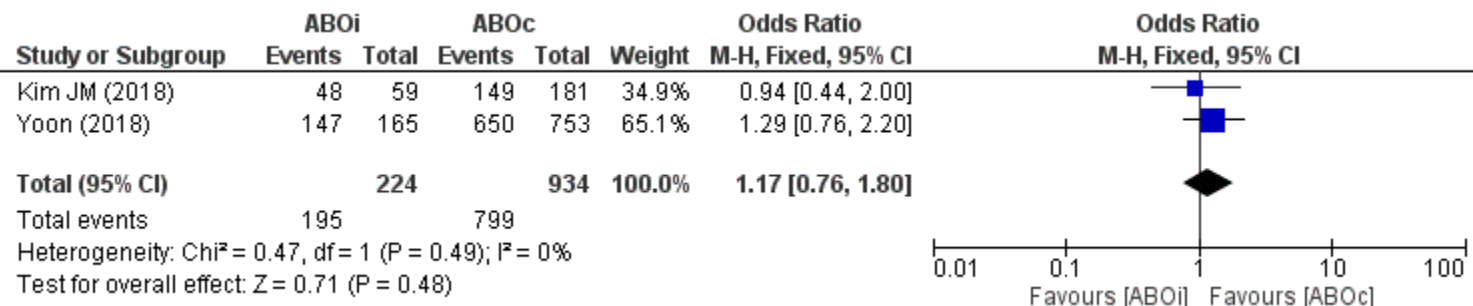 ABOi ABOc Odds Ratio Odds Ratio
Study or Subgroup Events Total Events Total Weight M-H, Fixed, 95% CI M-H, Fixed, 95% CI
Kim JM (2018) 48 59 149 181 34.9% 0.94 [0.44, 2.00]
Yoon (2018) 147 165 650 753 65.1% 1.29 [0.76, 2.20]
Total (95% CI) 224 934 100.0% 1.17 [0.76, 1.80]
Total events 195 799
Heterogeneity: Chi² = 0.47, df = 1 (P = 0.49); I² = 0%
Test for overall effect: Z = 0.71 (P = 0.48)
0.01 0.1 1 10 100
Favours [ABOi] Favours [ABOc]